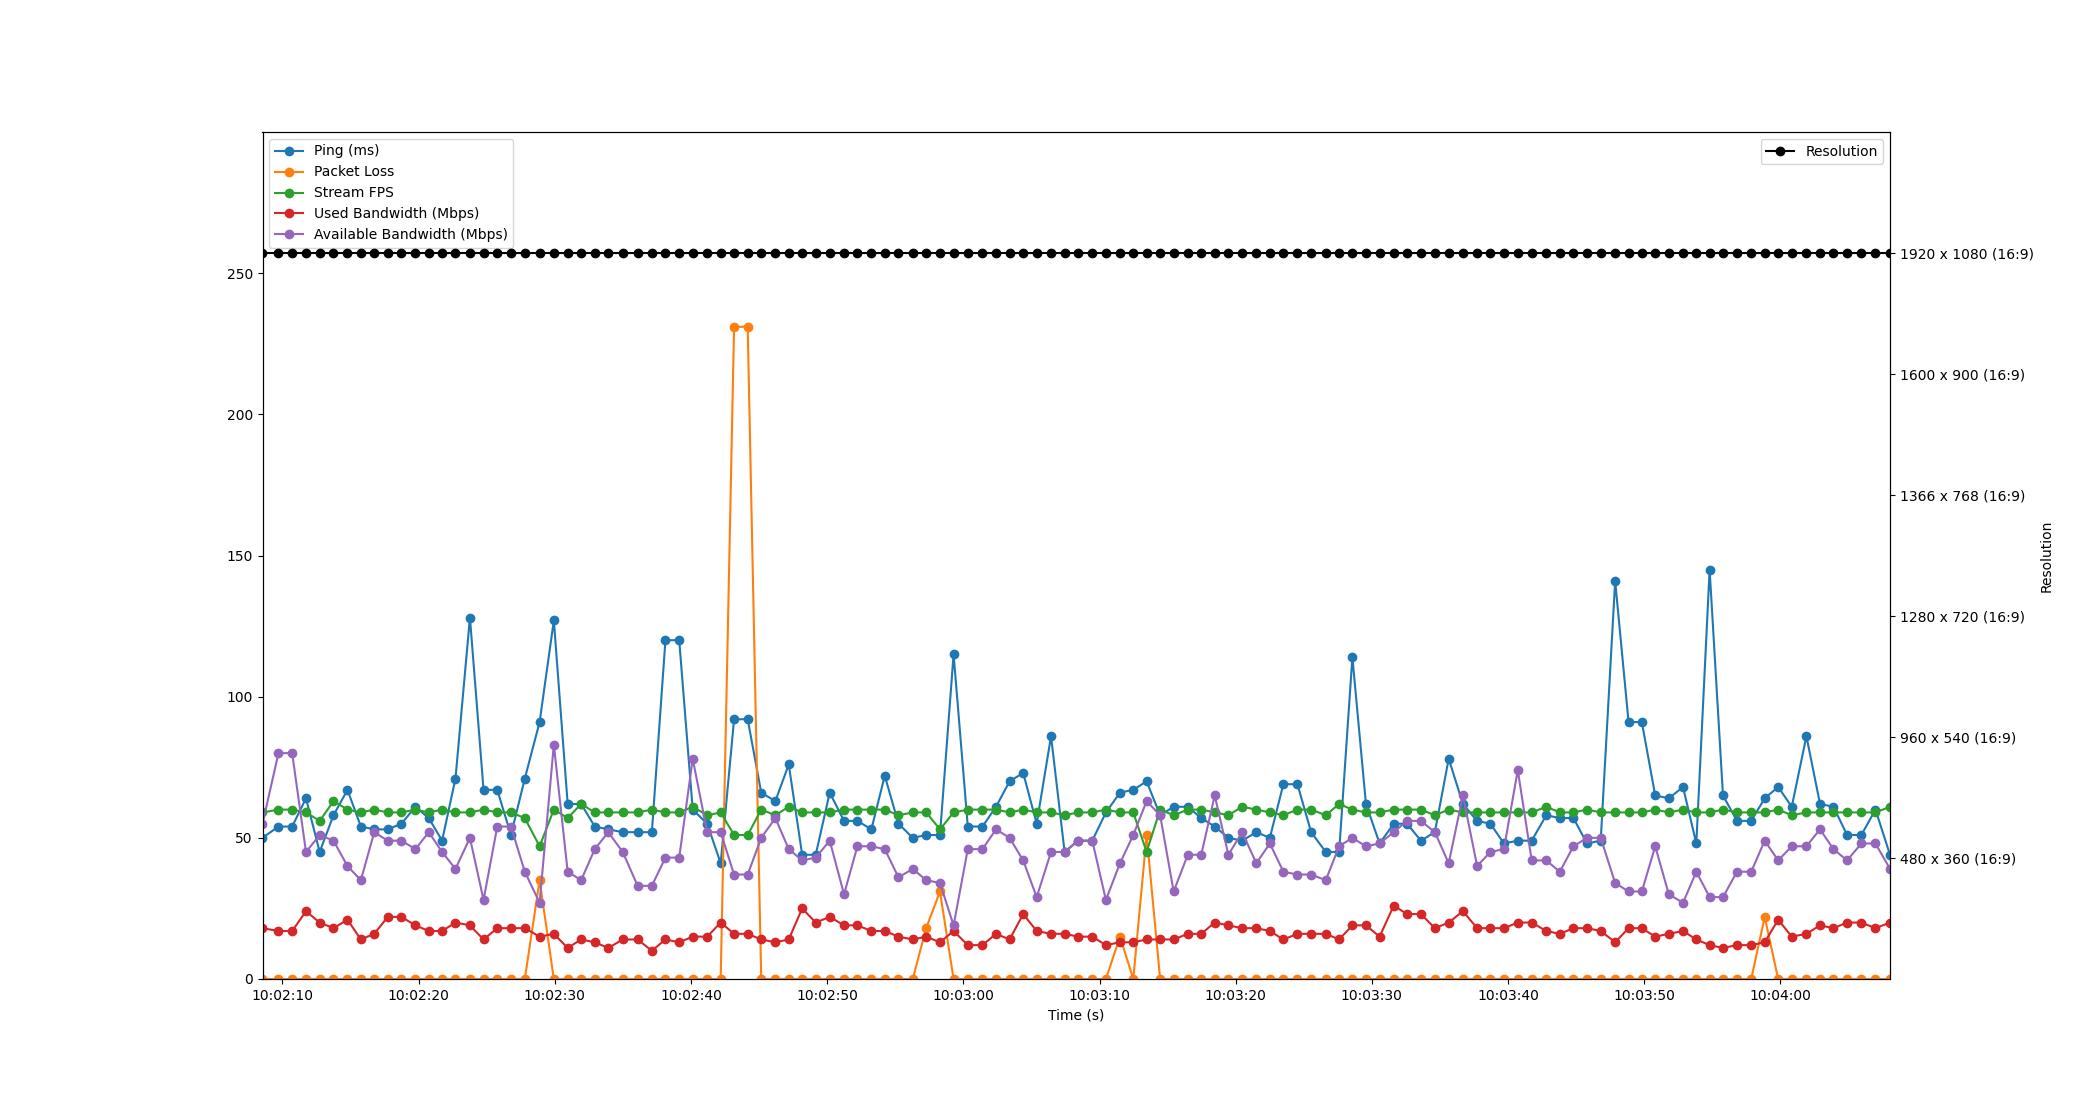 Ping (ms)
Packet Loss
Stream FPS
Used Bandwidth (Mbps)
Available Bandwidth (Mbps)
Resolution
250
200
150
100
50
0
1920 x 1080 (16:9)
1600 x 900 (16:9)
1366 x 768 (16:9)
1280 x 720 (16:9)
960 x 540 (16:9)
480 x 360 (16:9)
Resolution
10:02:10 10:02:20 10:02:30 10:02:40 10:02:50 10:03:00 10:03:10 10:03:20 10:03:30 10:03:40 10:03:50 10:04:00
Time (s)